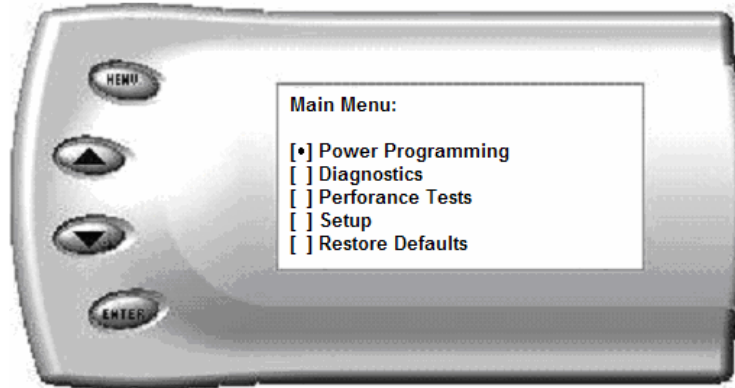 MENU
Main Menu:
[•] Power Programming
[ ] Diagnostics
[ ] Perforance Tests
[ ] Setup
[ ] Restore Defaults
ENTER